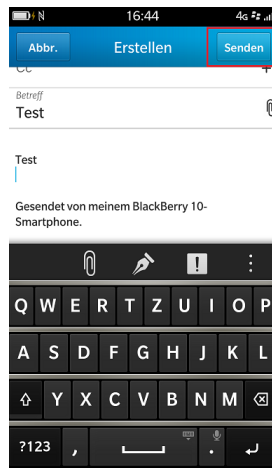 16:44 4G
Abbr. Erstellen Senden
Cc
Betreff
Test
Test
Gesendet von meinem BlackBerry 10-
Smartphone.
Q W E R T Z U I O P
A S D F G H J K L
Y X C V B N M
?123 , .